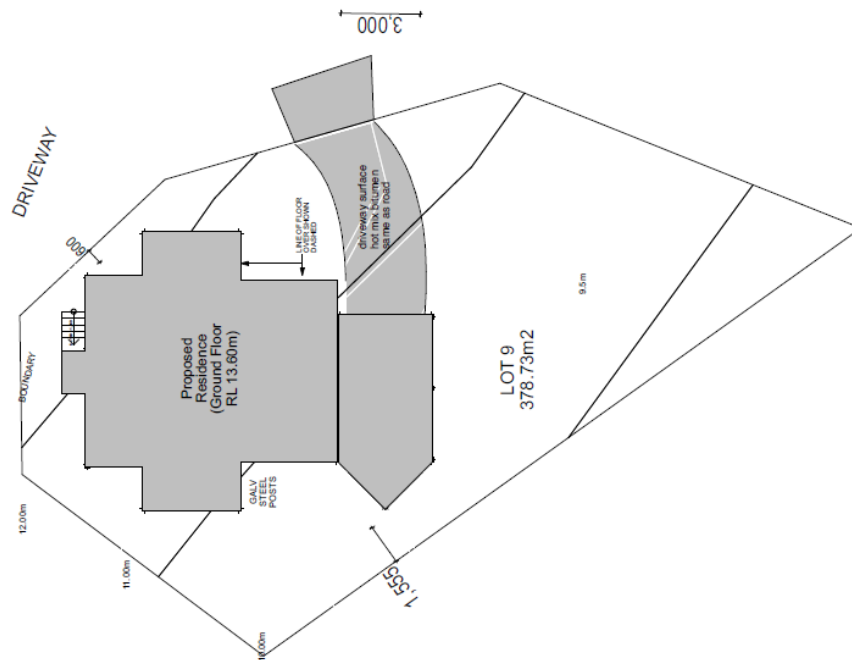 3,000
DRIVEWAY
600
driveway surface
hot mix bitumen
same as road
LINE OF FLOOR
OVER SHOWN
DASHED
9.5m
BOUNDARY
Proposed
Residence
(Ground Floor
RL 13.60m)
LOT 9
378.73m2
GALV
STEEL
POSTS
12.00m
11.00m
1,555